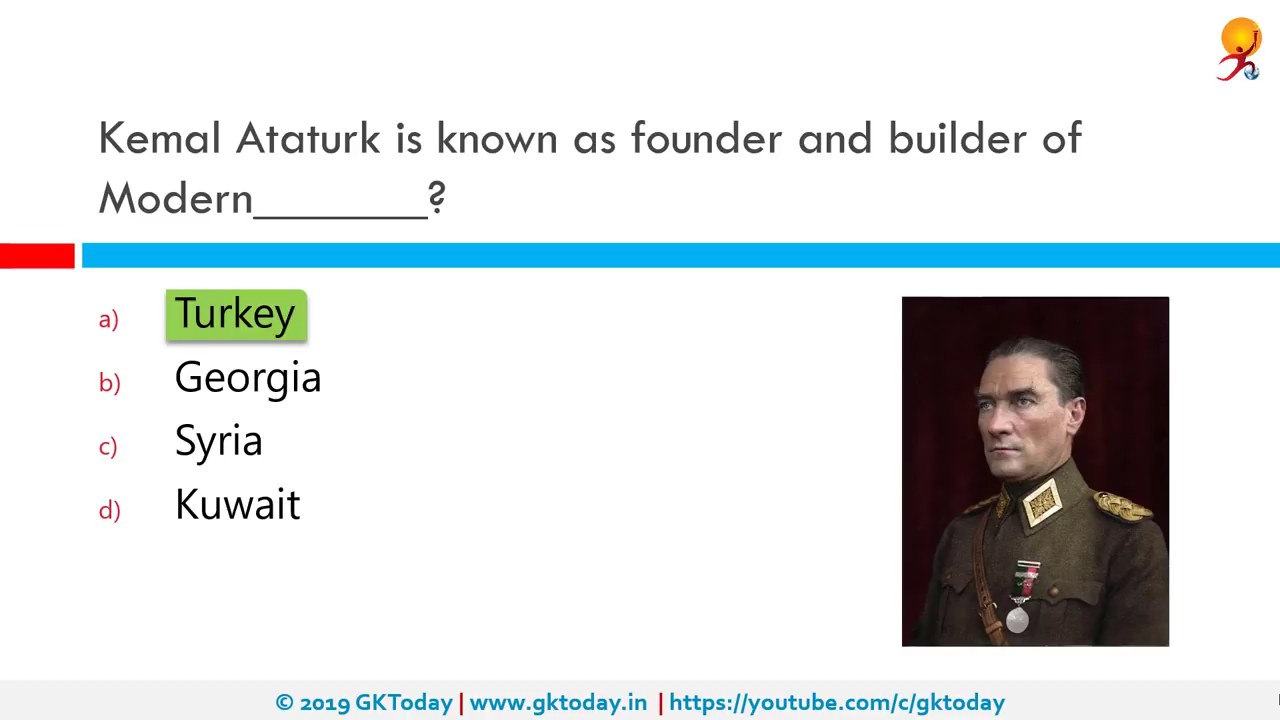 Kemal Ataturk is known as founder and builder of
Modern________?
a) Turkey
b) Georgia
c) Syria
d) Kuwait
© 2019 GKToday | www.gktoday.in | https://youtube.com/c/gktoday